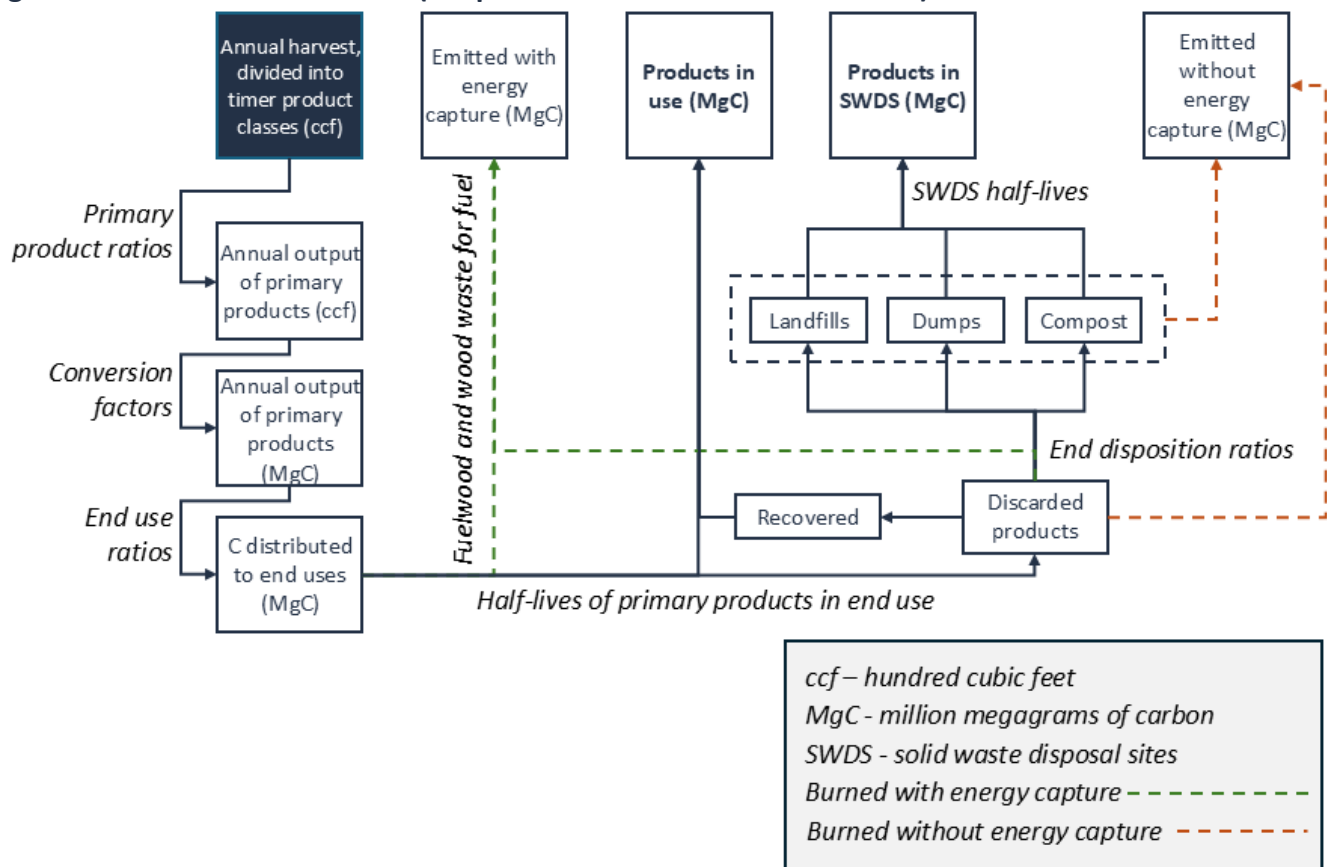 Annual harvest,
divided into
timer product
classes (ccf)
Emitted with
energy
capture (MgC)
Products in
use (MgC)
Products in
SWDS (MgC)
Emitted
without
energy
capture (MgC)
Primary
product ratios
Annual output
of primary
products (ccf)
Conversion
factors
Annual output
of primary
products
(MgC)
End use
ratios
C distributed
to end uses
(MgC)
Fuelwood and wood waste for fuel
SWDS half-lives
Landfills
Dumps
Compost
End disposition ratios
Recovered
Discarded
products
Half-lives of primary products in end use
ccf – hundred cubic feet
MgC - million megagrams of carbon
SWDS - solid waste disposal sites
Burned with energy capture
Burned without energy capture